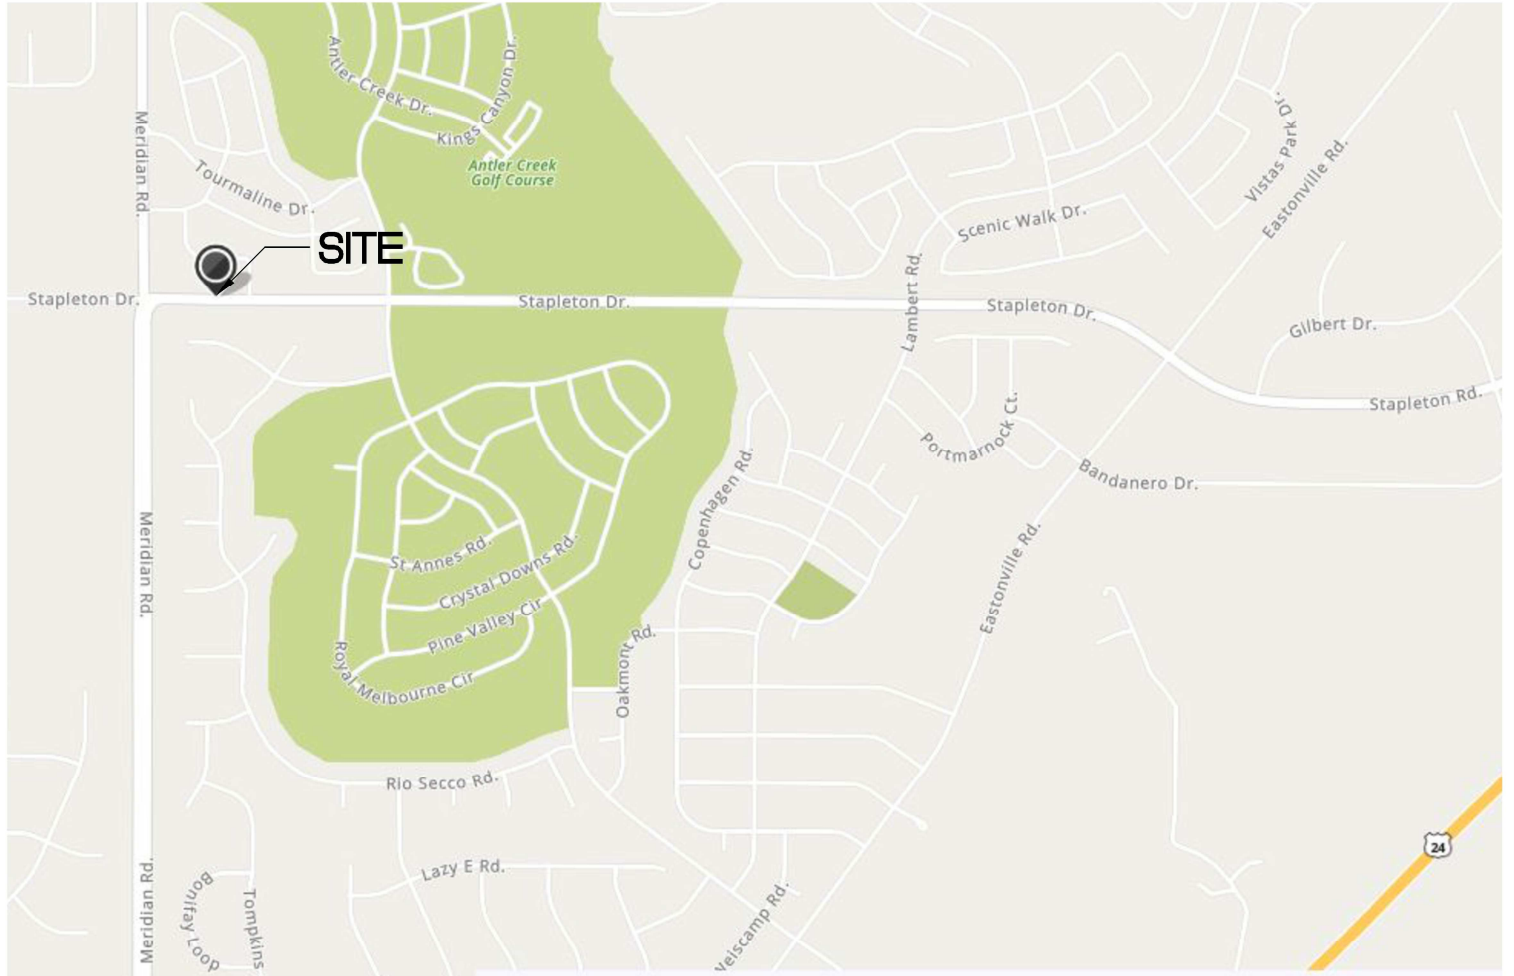 Antler Creek Dr.
Kings Canyon Dr.
Meridian Rd.
Vistas Park Dr.
Eastonville Rd.
Antler Creek
Golf Course
Tourmaline Dr.
Scenic Walk Dr.
SITE
Lambert Rd.
Stapleton Dr.
Stapleton Dr.
Stapleton Dr.
Gilbert Dr.
Stapleton Rd.
Portmarnock Ct.
Bandanero Dr.
Copenhagen Rd.
Meridian Rd.
St Annes Rd.
Crystal Downs Rd.
Eastonville Rd.
Pine Valley Cir
Royal Melbourne Cir
Oakmont Rd.
Rio Secco Rd.
24
Lazy E Rd.
Meridian Rd.
Bonifay Loop
Tompkins
Neiscamp Rd.